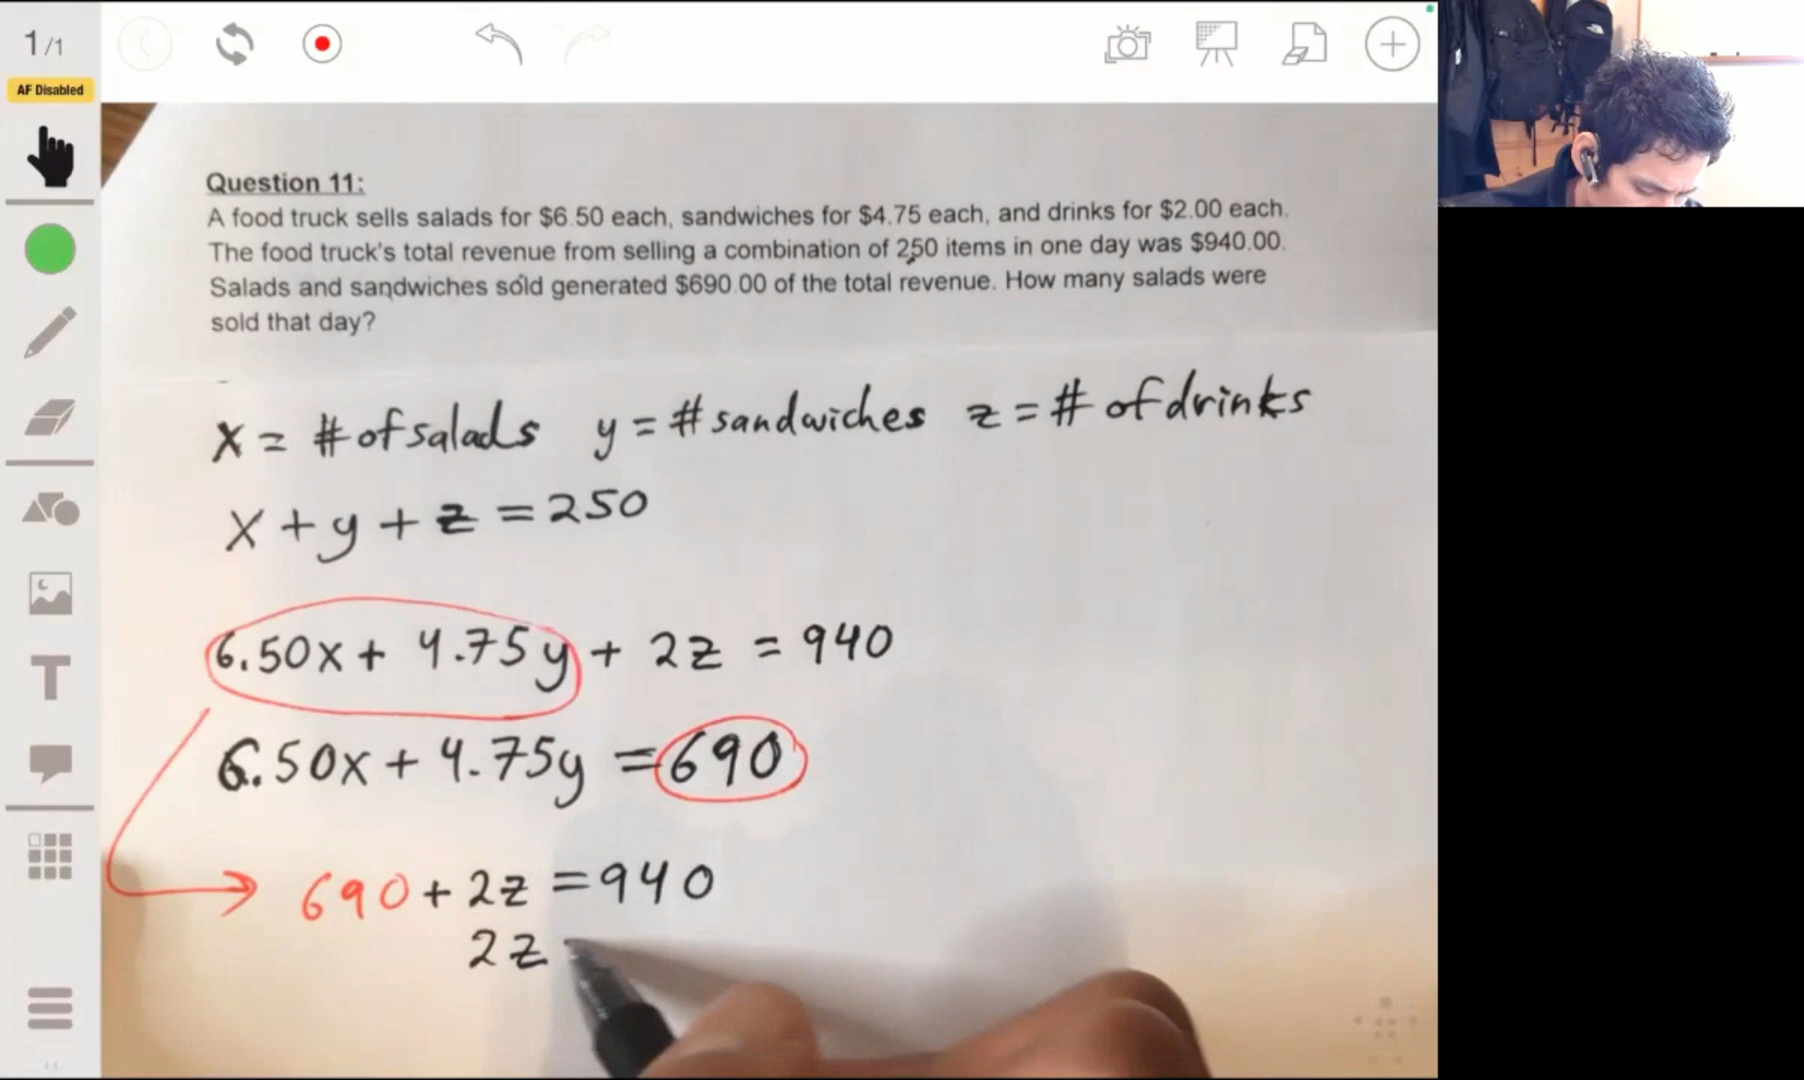 1/1
AF Disabled
T
Question 11:
A food truck sells salads for $6.50 each, sandwiches for $4.75 each, and drinks for $2.00 each.
The food truck's total revenue from selling a combination of 250 items in one day was $940.00.
Salads and sandwiches sold generated $690.00 of the total revenue. How many salads were
sold that day?
x = # of salads y = # sandwiches z = # of drinks
x + y + z = 250
6.50x + 4.75y + 2z = 940
6.50x + 4.75y = 690
690 + 2z = 940
2z